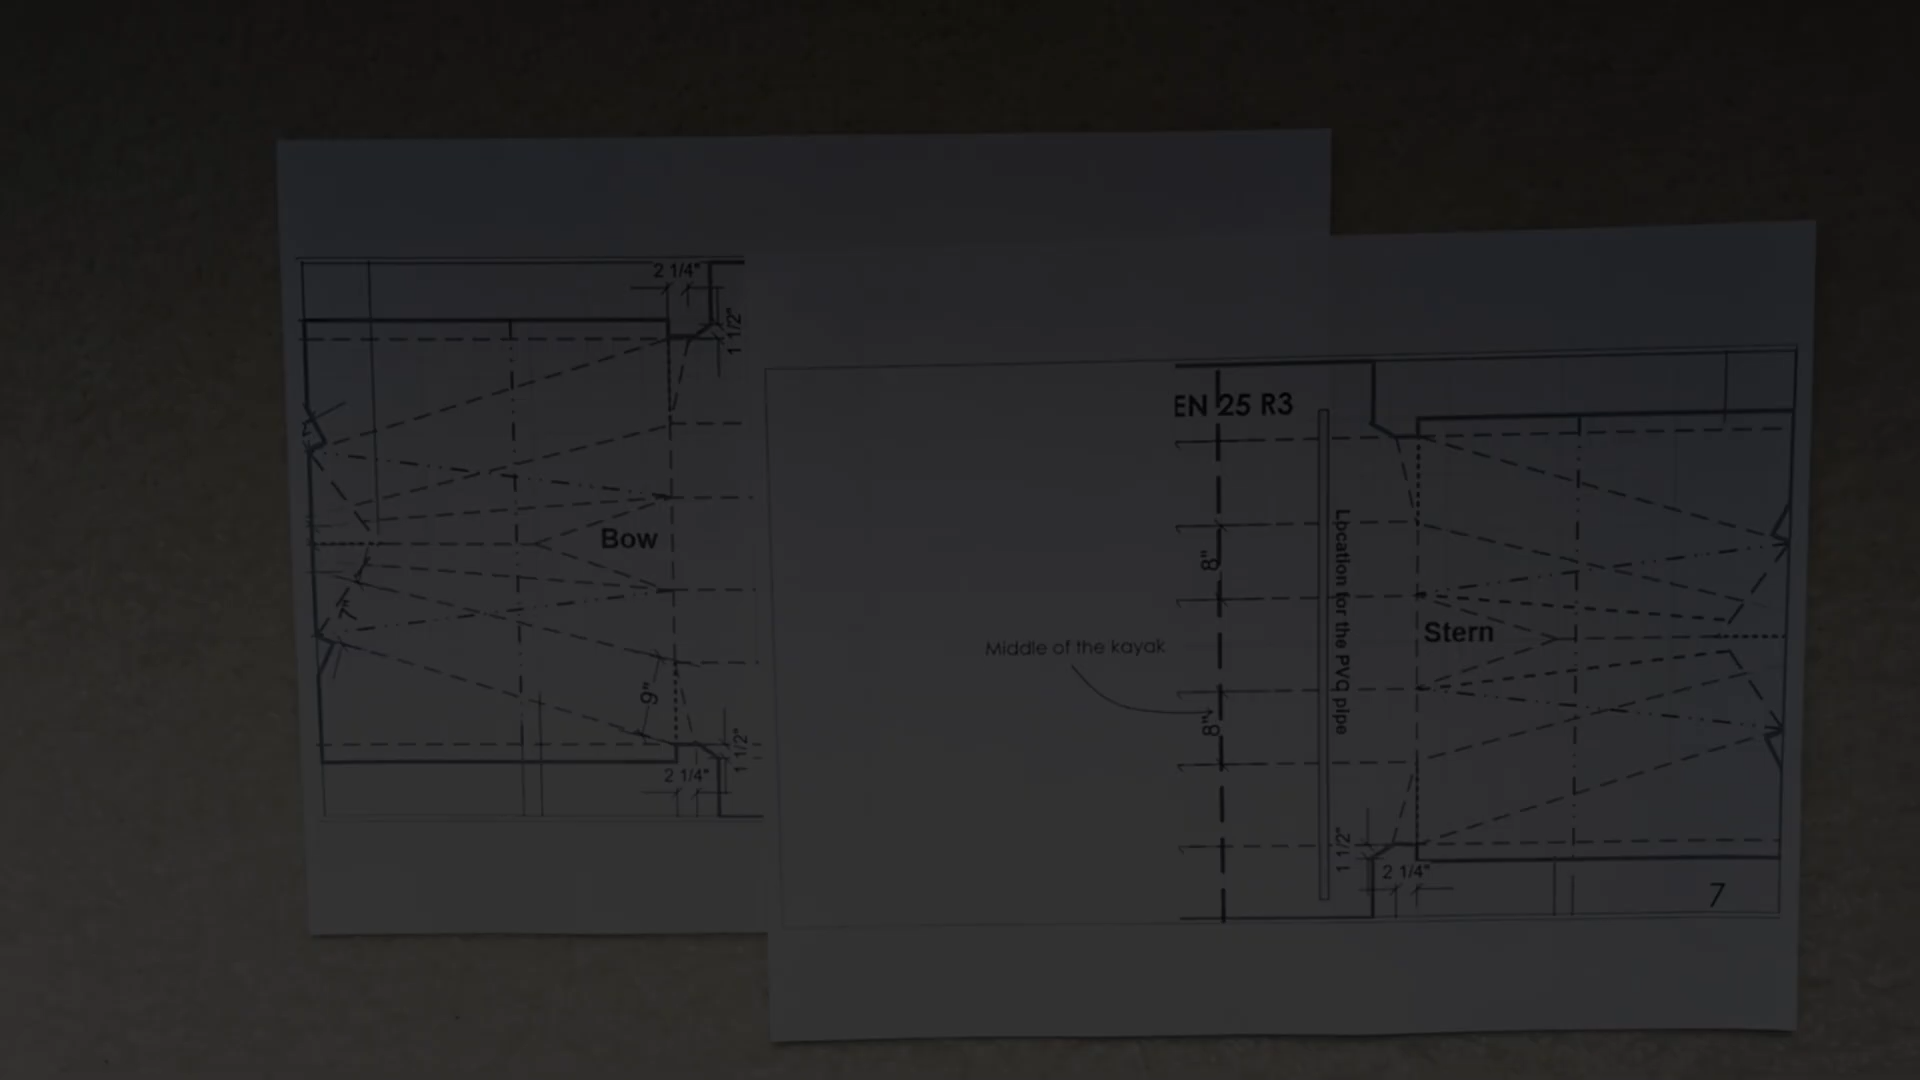 2 1/4"
1 1/2"
Bow
7"
9"
1 1/2"
2 1/4"
EN 25 R3
8"
Location for the PVC pipe
Stern
Middle of the kayak
8"
1 1/2"
2 1/4"
7